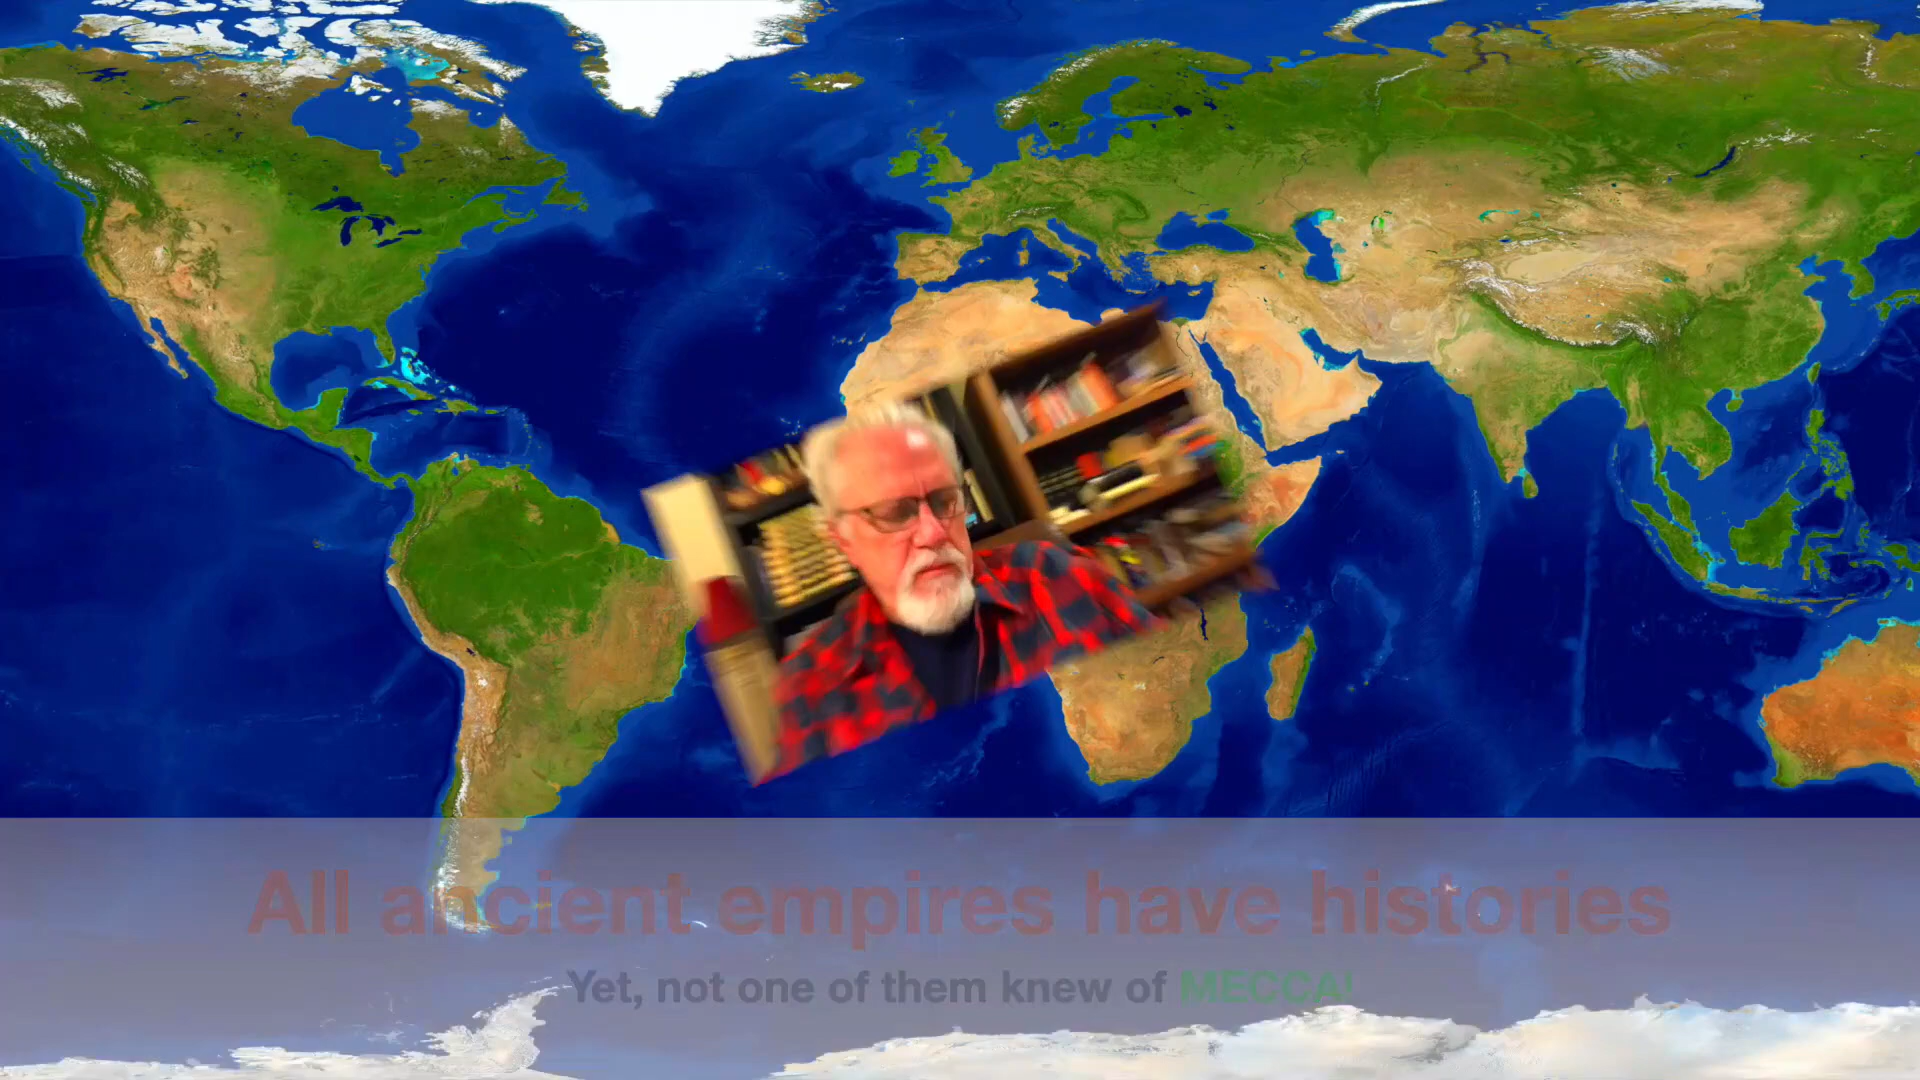 All ancient empires have histories
Yet, not one of them knew of MECCA!